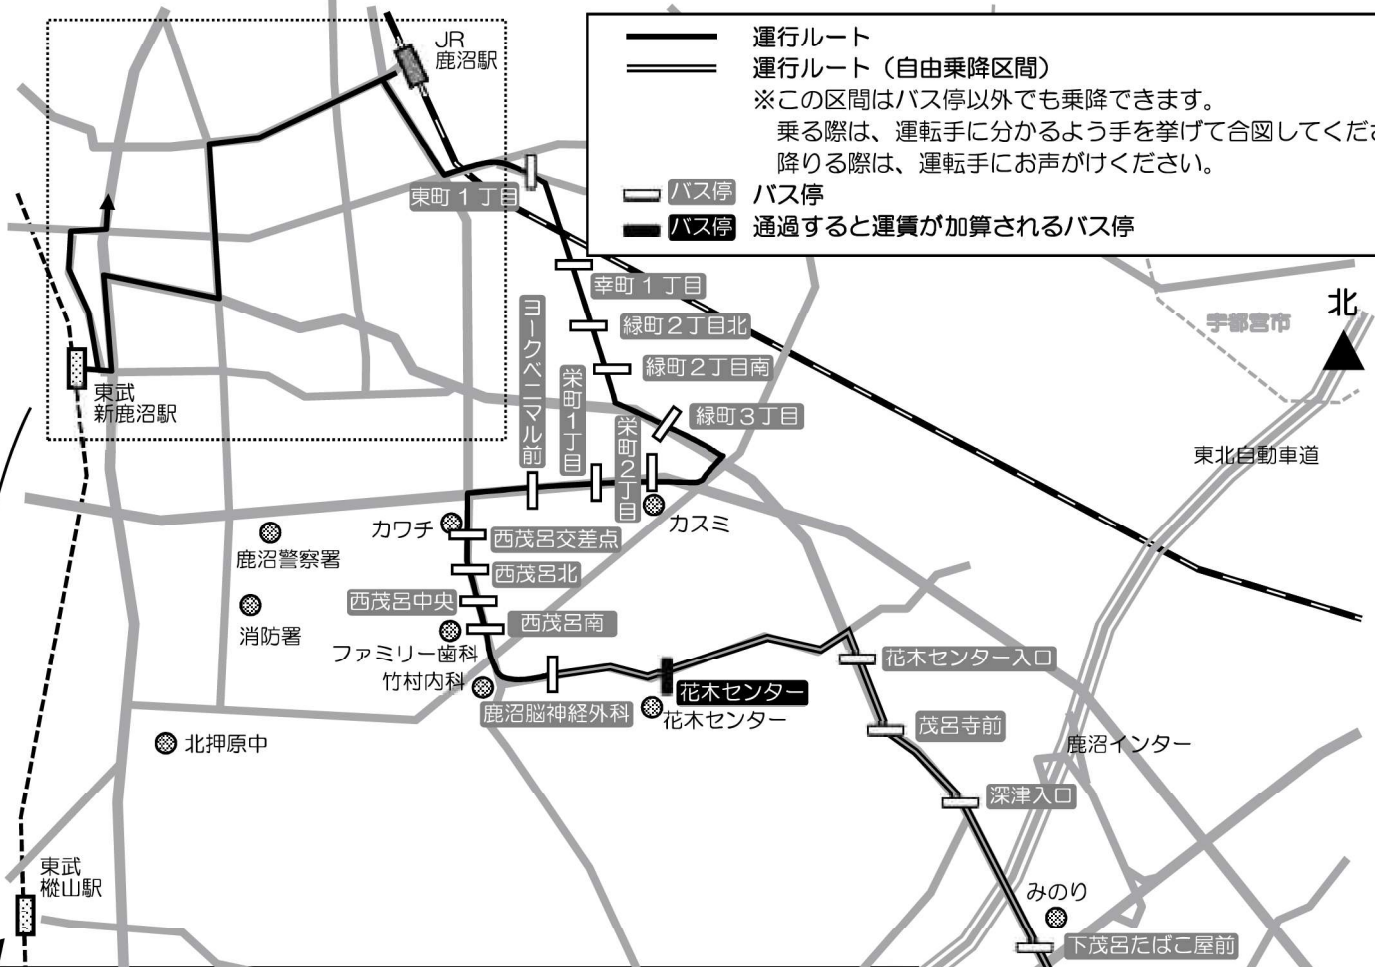 JR
鹿沼駅
運行ルート
運行ルート（自由乗降区間）
※この区間はバス停以外でも乗降できます。
乗る際は、運転手に分かるよう手を挙げて合図してくださ
降りる際は、運転手にお声がけください。
バス停 バス停
バス停 通過すると運賃が加算されるバス停
東町１丁目
幸町１丁目
緑町２丁目北
緑町２丁目南
緑町３丁目
ヨークベニマル前
栄町１丁目
栄町２丁目
東武
新鹿沼駅
宇都宮市
北
東北自動車道
カワチ
カスミ
西茂呂交差点
西茂呂北
西茂呂中央
西茂呂南
鹿沼警察署
消防署
ファミリー歯科
竹村内科
鹿沼脳神経外科
花木センター
花木センター
花木センター入口
茂呂寺前
北押原中
鹿沼インター
深津入口
東武
樅山駅
みのり
下茂呂たばこ屋前